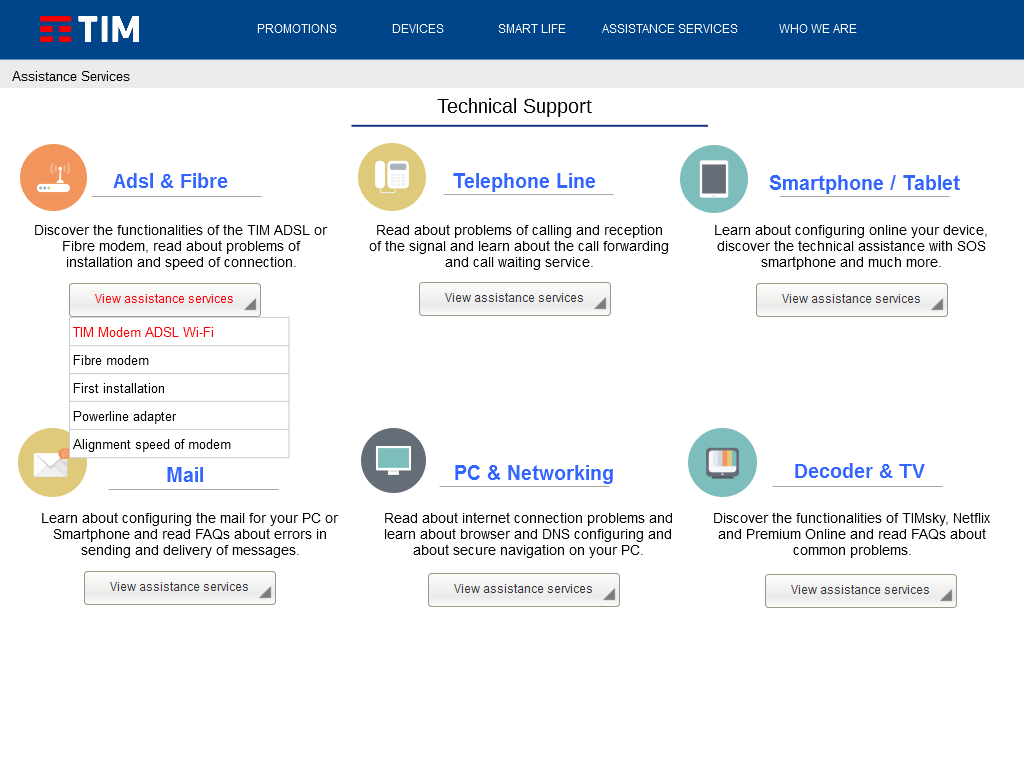 TIM
PROMOTIONS DEVICES SMART LIFE ASSISTANCE SERVICES WHO WE ARE
Assistance Services
Technical Support
Adsl & Fibre
Discover the functionalities of the TIM ADSL or
Fibre modem, read about problems of
installation and speed of connection.
View assistance services
TIM Modem ADSL Wi-Fi
Fibre modem
First installation
Powerline adapter
Alignment speed of modem
Telephone Line
Read about problems of calling and reception
of the signal and learn about the call forwarding
and call waiting service.
View assistance services
Smartphone / Tablet
Learn about configuring online your device,
discover the technical assistance with SOS
smartphone and much more.
View assistance services
Mail
Learn about configuring the mail for your PC or
Smartphone and read FAQs about errors in
sending and delivery of messages.
View assistance services
PC & Networking
Read about internet connection problems and
learn about browser and DNS configuring and
about secure navigation on your PC.
View assistance services
Decoder & TV
Discover the functionalities of TIMsky, Netflix
and Premium Online and read FAQs about
common problems.
View assistance services